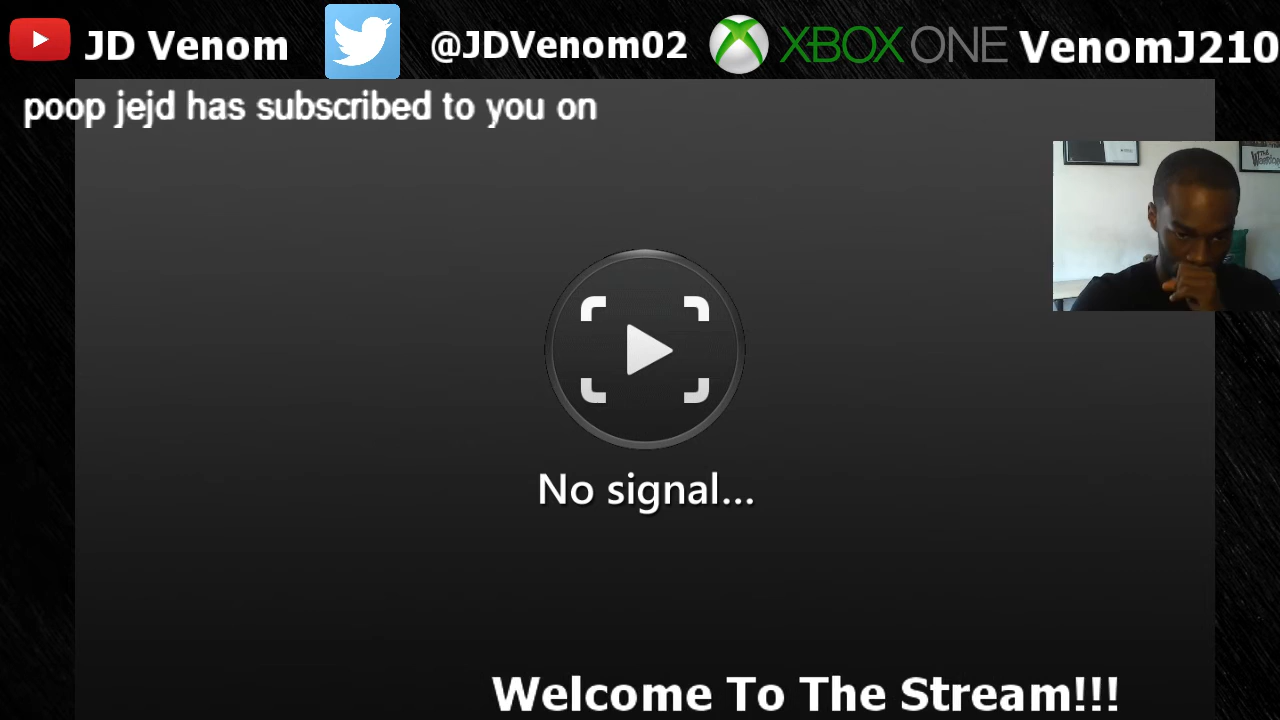 JD Venom @JDVenom02 XBOX ONE VenomJ210
poop jejd has subscribed to you on
No signal...
Welcome To The Stream!!!